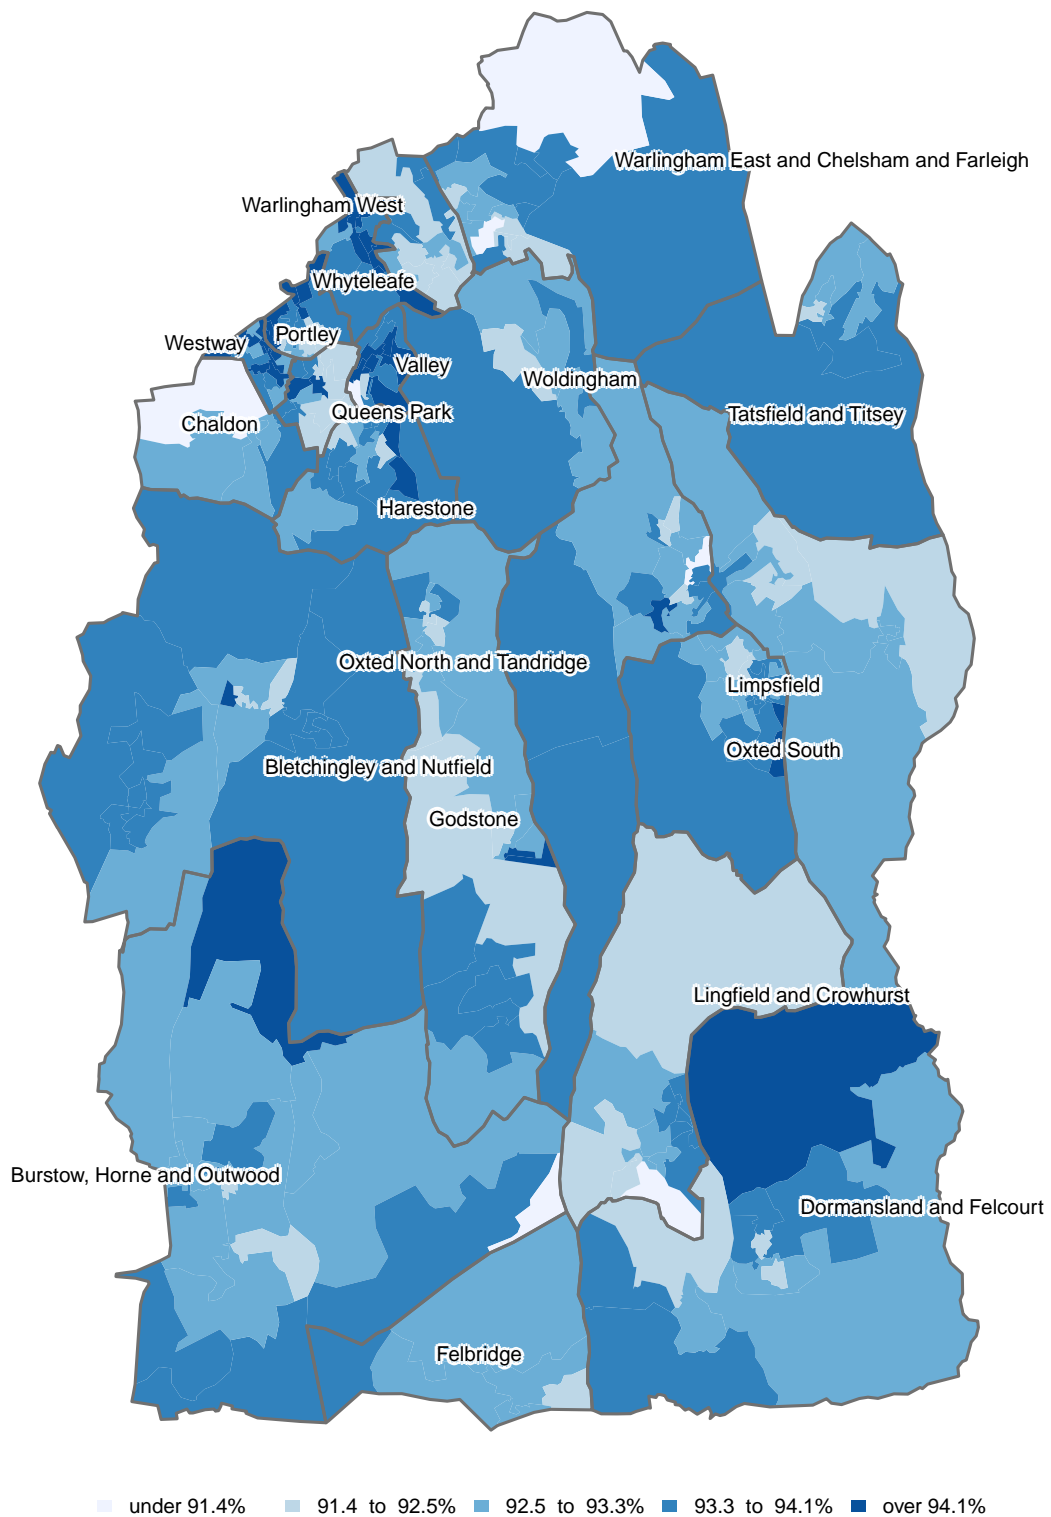 Warlingham East and Chelsham and Farleigh
Warlingham West
Whyteleafe
Portley
Westway
Valley
Woldingham
Queens Park
Tatsfield and Titsey
Chaldon
Harestone
Oxted North and Tandridge
Limpsfield
Oxted South
Bletchingley and Nutfield
Godstone
Lingfield and Crowhurst
Burstow, Horne and Outwood
Dormansland and Felcourt
Felbridge
under 91.4% 91.4 to 92.5% 92.5 to 93.3% 93.3 to 94.1% over 94.1%